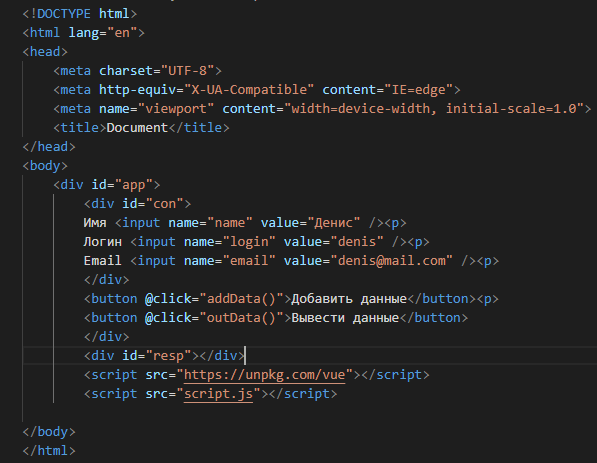 <!DOCTYPE html>
<html lang="en">
<head>
    <meta charset="UTF-8">
    <meta http-equiv="X-UA-Compatible" content="IE=edge">
    <meta name="viewport" content="width=device-width, initial-scale=1.0">
    <title>Document</title>
</head>
<body>
    <div id="app">
        <div id="con">
        Имя <input name="name" value="Денис" /><p>
        Логин <input name="login" value="denis" /><p>
        Email <input name="email" value="denis@mail.com" /><p>
        </div>
        <button @click="addData()">Добавить данные</button><p>
        <button @click="outData()">Вывести данные</button>
        </div>
        <div id="resp"></div>
        <script src="https://unpkg.com/vue"></script>
        <script src="script.js"></script>
</body>
</html>